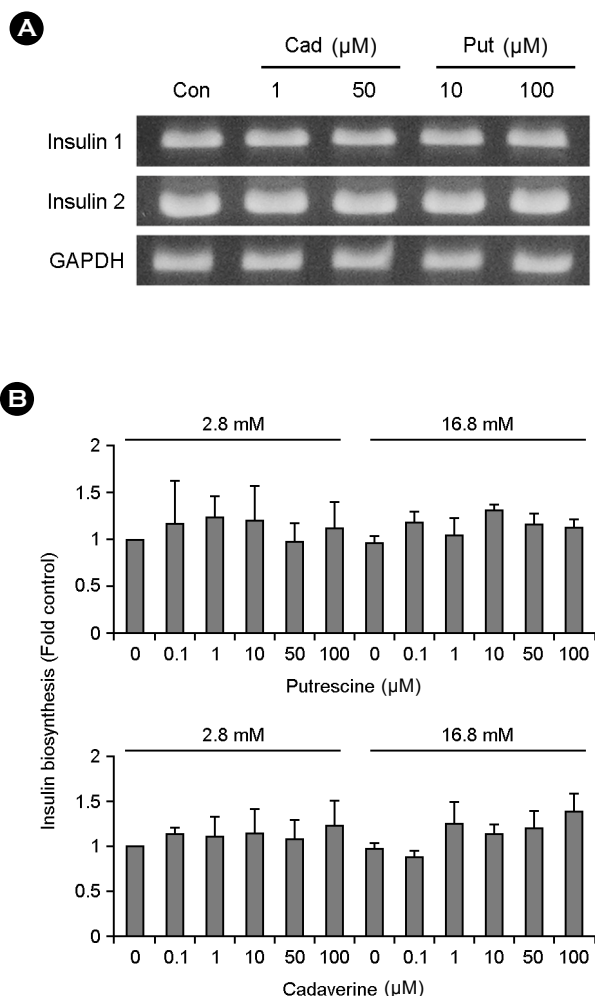 A
Cad (μM) Put (μM)
Con 1 50 10 100
Insulin 1
Insulin 2
GAPDH
B
Insulin biosynthesis (Fold control)
2.8 mM 16.8 mM
2
1.5
1
0.5
0
0 0.1 1 10 50 100 0 0.1 1 10 50 100
Putrescine (μM)
2.8 mM 16.8 mM
2
1.5
1
0.5
0
0 0.1 1 10 50 100 0 0.1 1 10 50 100
Cadaverine (μM)